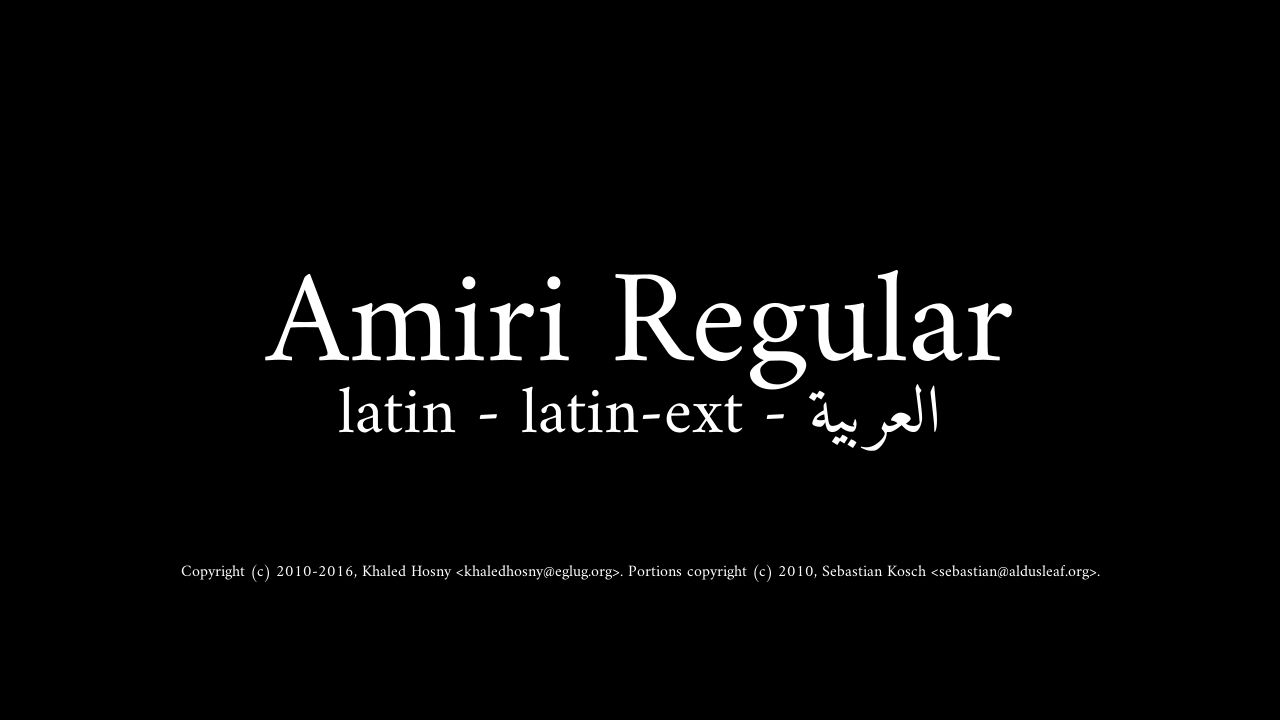 Amiri Regular
latin - latin-ext - العربية
Copyright (c) 2010-2016, Khaled Hosny <khaledhosny@eglug.org>. Portions copyright (c) 2010, Sebastian Kosch <sebastian@aldusleaf.org>.